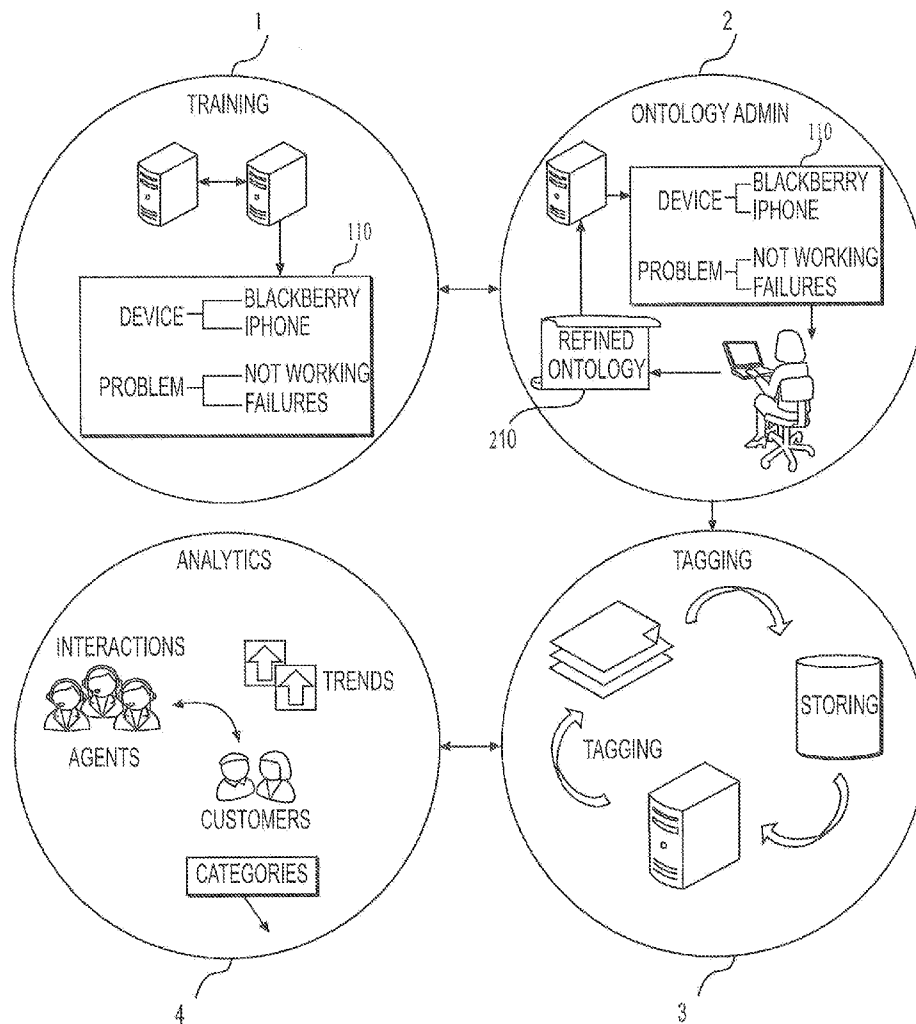 1
TRAINING
110
DEVICE
BLACKBERRY
IPHONE
PROBLEM
NOT WORKING
FAILURES
2
ONTOLOGY ADMIN
110
DEVICE
BLACKBERRY
IPHONE
PROBLEM
NOT WORKING
FAILURES
REFINED
ONTOLOGY
210
ANALYTICS
INTERACTIONS
AGENTS
TRENDS
CUSTOMERS
CATEGORIES
4
TAGGING
STORING
TAGGING
3